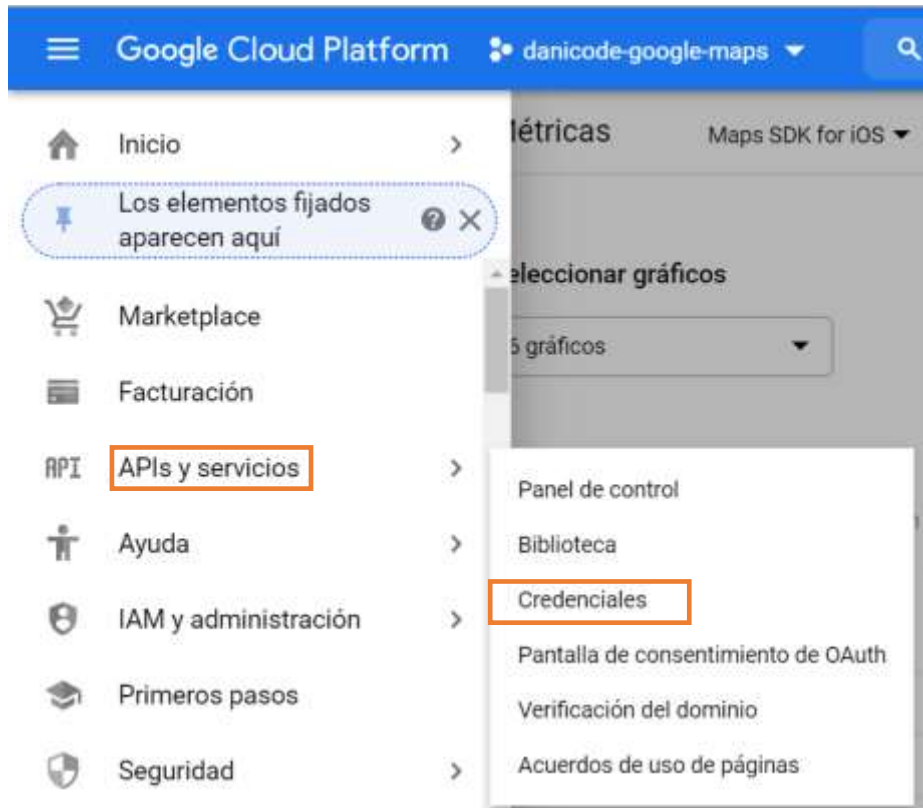 Google Cloud Platform danicode-google-maps
Inicio
Los elementos fijados
aparecen aquí
Marketplace
Facturación
API APIs y servicios
Ayuda
IAM y administración
Primeros pasos
Seguridad
létricas Maps SDK for iOS
eleccionar gráficos
6 gráficos
Panel de control
Biblioteca
Credenciales
Pantalla de consentimiento de OAuth
Verificación del dominio
Acuerdos de uso de páginas